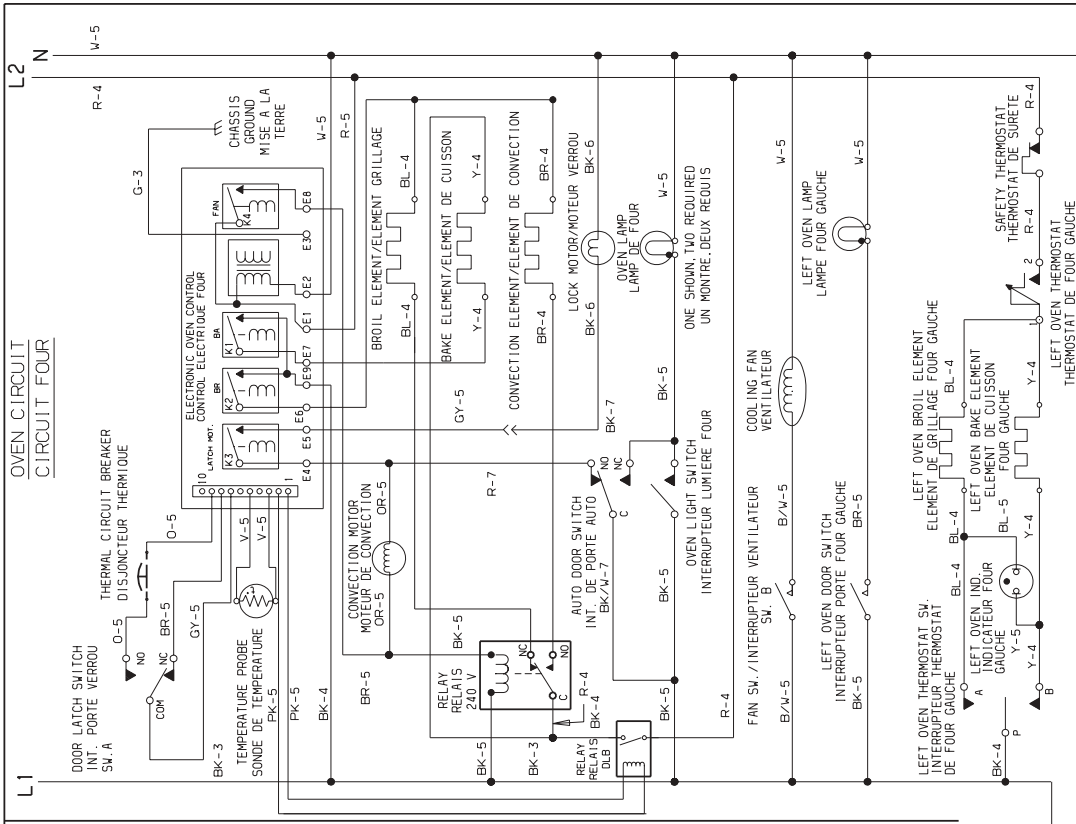 OVEN CIRCUIT
CIRCUIT FOUR
L1
L2
N
W-5
R-4
DOOR LATCH SWITCH
INT. PORTE VERROU
SW.A
COM
NO
NC
O-5
BR-5
GY-5
BK-3
THERMAL CIRCUIT BREAKER
DISJONCTEUR THERMIQUE
O-5
TEMPERATURE PROBE
SONDE DE TEMPERATURE
V-5
V-5
PK-5
PK-5
BK-4
ELECTRONIC OVEN CONTROL
CONTROL ELECTRIQUE FOUR
10
1
LATCH MOT.
K3
BR
K2
BA
K1
FAN
K4
E4
E5
E6
E9
E7
E1
E2
E3
E8
G-3
CHASSIS
GROUND
MISE A LA
TERRE
W-5
R-5
CONVECTION MOTOR
MOTEUR DE CONVECTION
OR-5
OR-5
BR-5
BK-5
BROIL ELEMENT/ELEMENT GRILLAGE
BL-4
BL-4
BAKE ELEMENT/ELEMENT DE CUISSON
Y-4
Y-4
GY-5
CONVECTION ELEMENT/ELEMENT DE CONVECTION
BR-4
BR-4
RELAY
RELAIS
240 V
NC
NO
C
BK-5
BK-3
R-4
BK-4
R-7
RELAY
RELAIS
DLB
LOCK MOTOR/MOTEUR VERROU
BK-6
BK-6
AUTO DOOR SWITCH
INT. DE PORTE AUTO
BK/W-7
BK-7
NO
NC
C
OVEN LAMP
LAMP DE FOUR
W-5
BK-5
BK-5
BK-5
ONE SHOWN,TWO REQUIRED
UN MONTRE,DEUX REQUIS
OVEN LIGHT SWITCH
INTERRUPTEUR LUMIERE FOUR
R-4
FAN SW./INTERRUPTEUR VENTILATEUR
SW. B
B/W-5
B/W-5
COOLING FAN
VENTILATEUR
W-5
LEFT OVEN DOOR SWITCH
INTERRUPTEUR PORTE FOUR GAUCHE
BK-5
BR-5
LEFT OVEN LAMP
LAMPE FOUR GAUCHE
W-5
LEFT OVEN THERMOSTAT SW.
INTERRUPTEUR THERMOSTAT
DE FOUR GAUCHE
BK-4
P
A
B
LEFT OVEN IND.
INDICATEUR FOUR
GAUCHE
BL-4
BL-4
BL-5
Y-5
Y-4
Y-4
LEFT OVEN BROIL ELEMENT
ELEMENT DE GRILLAGE FOUR GAUCHE
BL-4
LEFT OVEN BAKE ELEMENT
ELEMENT DE CUISSON
FOUR GAUCHE
Y-4
1
2
LEFT OVEN THERMOSTAT
THERMOSTAT DE FOUR GAUCHE
R-4
SAFETY THERMOSTAT
THERMOSTAT DE SURETE
R-4